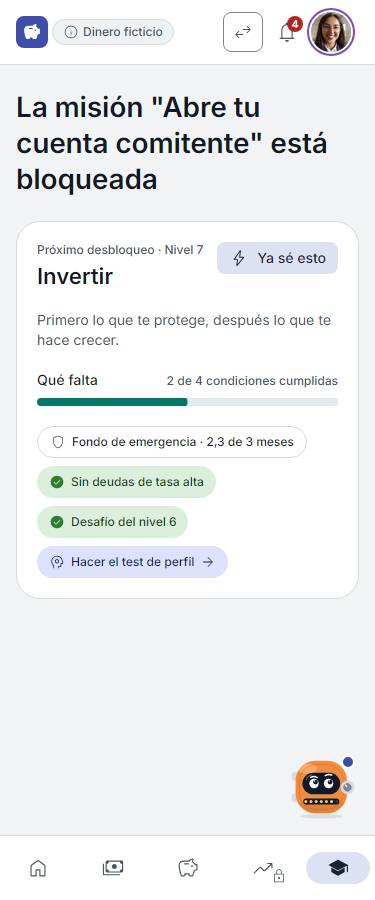 Dinero ficticio
4
La misión "Abre tu
cuenta comitente" está
bloqueada
Próximo desbloqueo · Nivel 7
Ya sé esto
Invertir
Primero lo que te protege, después lo que te
hace crecer.
Qué falta
2 de 4 condiciones cumplidas
Fondo de emergencia · 2,3 de 3 meses
Sin deudas de tasa alta
Desafío del nivel 6
Hacer el test de perfil